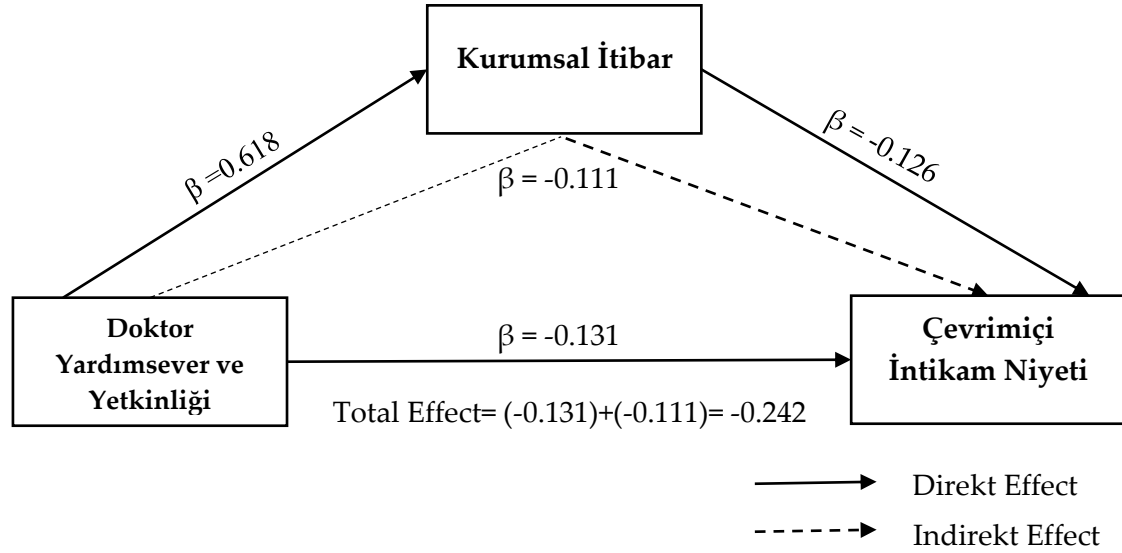 Kurumsal İtibar
β =0.618
β = -0.126
β = -0.111
Doktor
Yardımsever ve
Yetkinliği
β = -0.131
Çevrimiçi
İntikam Niyeti
Total Effect= (-0.131)+(-0.111)= -0.242
Direkt Effect
Indirekt Effect